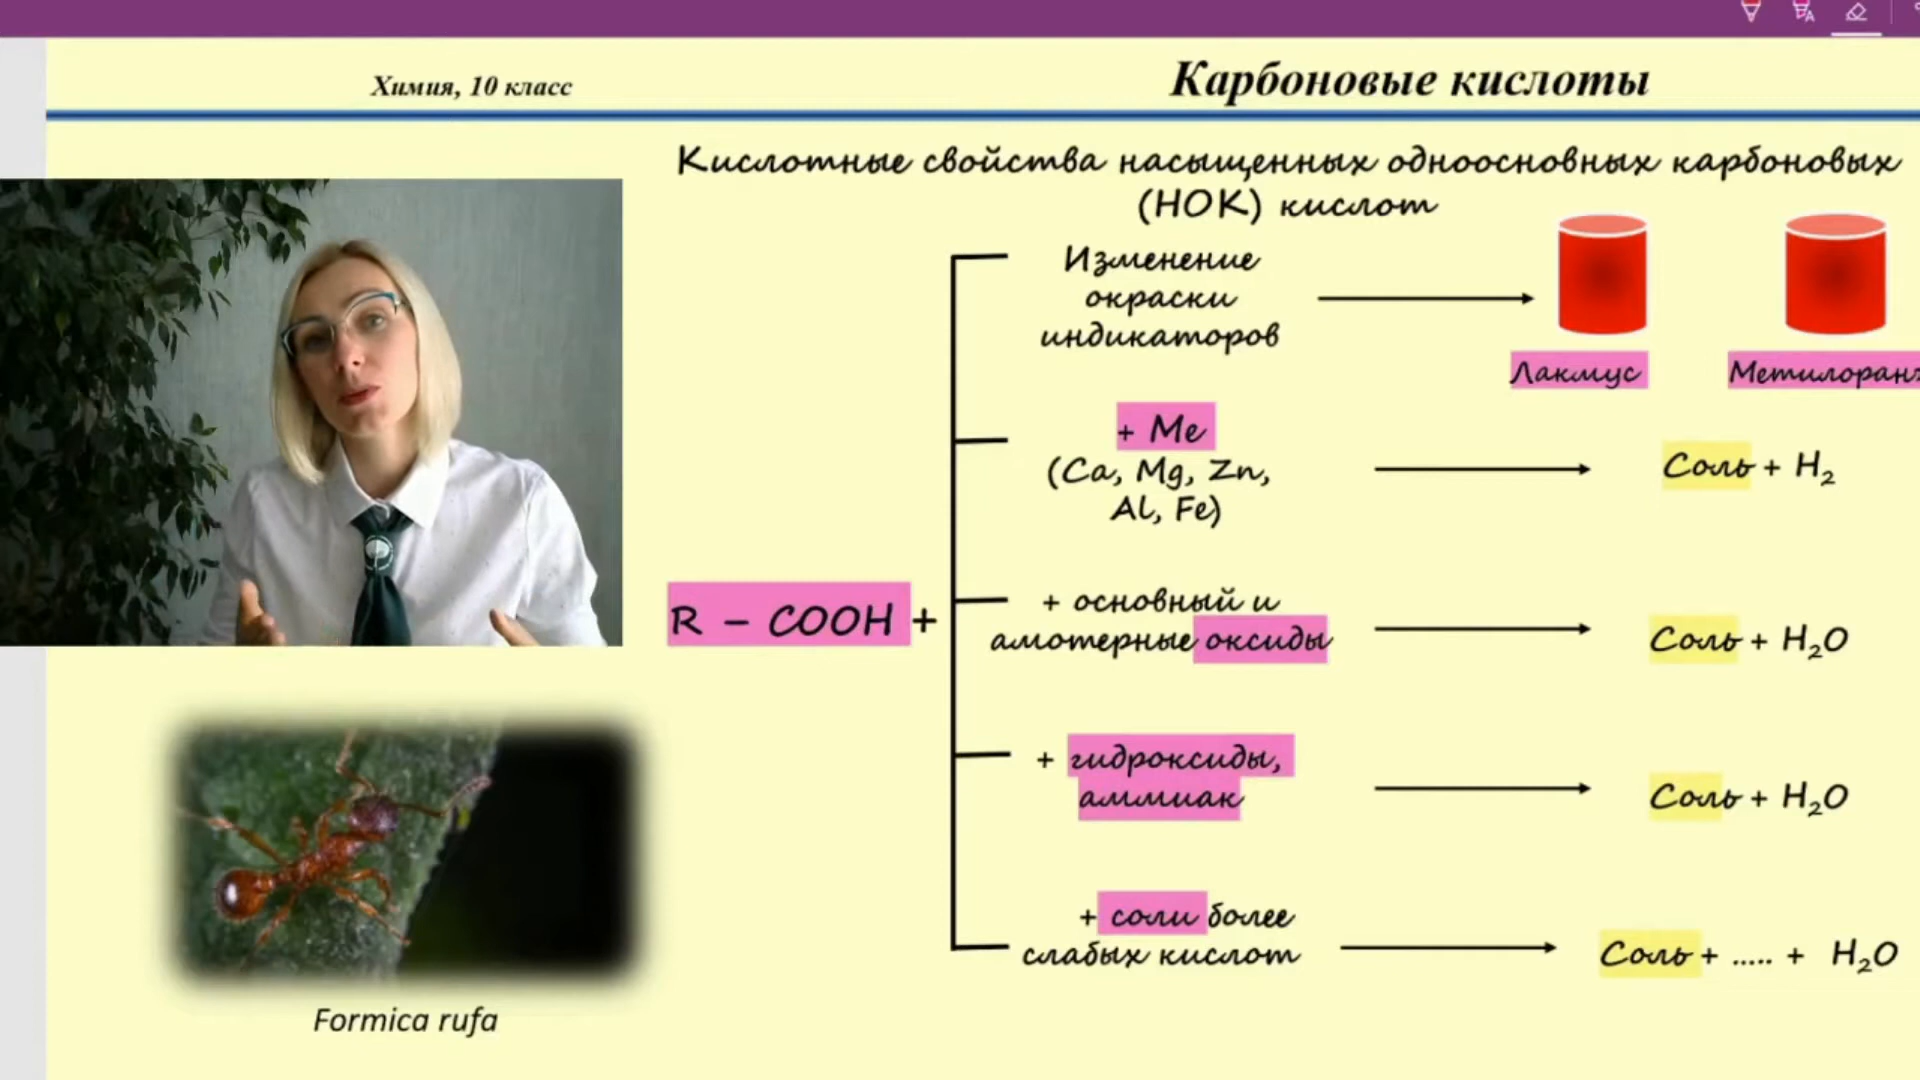 Химия, 10 класс
Карбоновые кислоты
Кислотные свойства насыщенных одноосновных карбоновых
(НОК) кислот
Изменение
окраски
индикаторов
Лакмус
Метилоран
+ Me
(Ca, Mg, Zn,
Al, Fe)
Соль + H₂
R – COOH +
+ основный и
амотерные оксиды
Соль + H₂O
+ гидроксиды,
аммиак
Соль + H₂O
+ соли более
слабых кислот
Соль + ..... + H₂O
Formica rufa